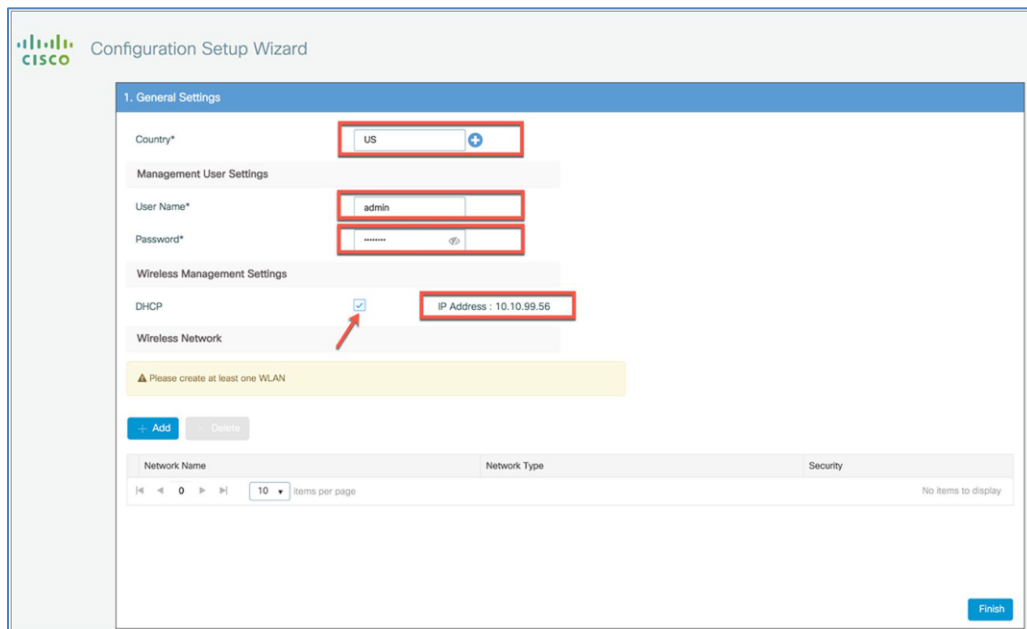 CISCO Configuration Setup Wizard
1. General Settings
Country* US
Management User Settings
User Name* admin
Password* ••••••••
Wireless Management Settings
DHCP IP Address : 10.10.99.56
Wireless Network
Please create at least one WLAN
+ Add × Delete
Network Name Network Type Security
0 10 items per page No items to display
Finish